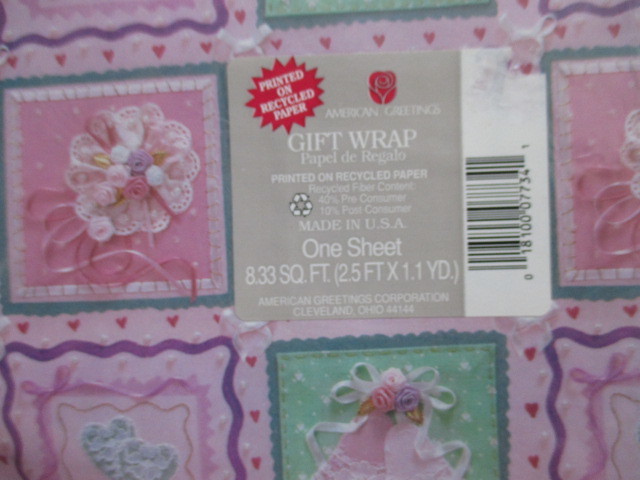 PRINTED
ON
RECYCLED
PAPER
AMERICAN GREETINGS
GIFT WRAP
Papel de Regalo
PRINTED ON RECYCLED PAPER
Recycled Fiber Content:
40% Pre Consumer
10% Post Consumer
MADE IN U.S.A.
One Sheet
8.33 SQ. FT. (2.5 FT X 1.1 YD.)
AMERICAN GREETINGS CORPORATION
CLEVELAND, OHIO 44144
0 18100 07734 1